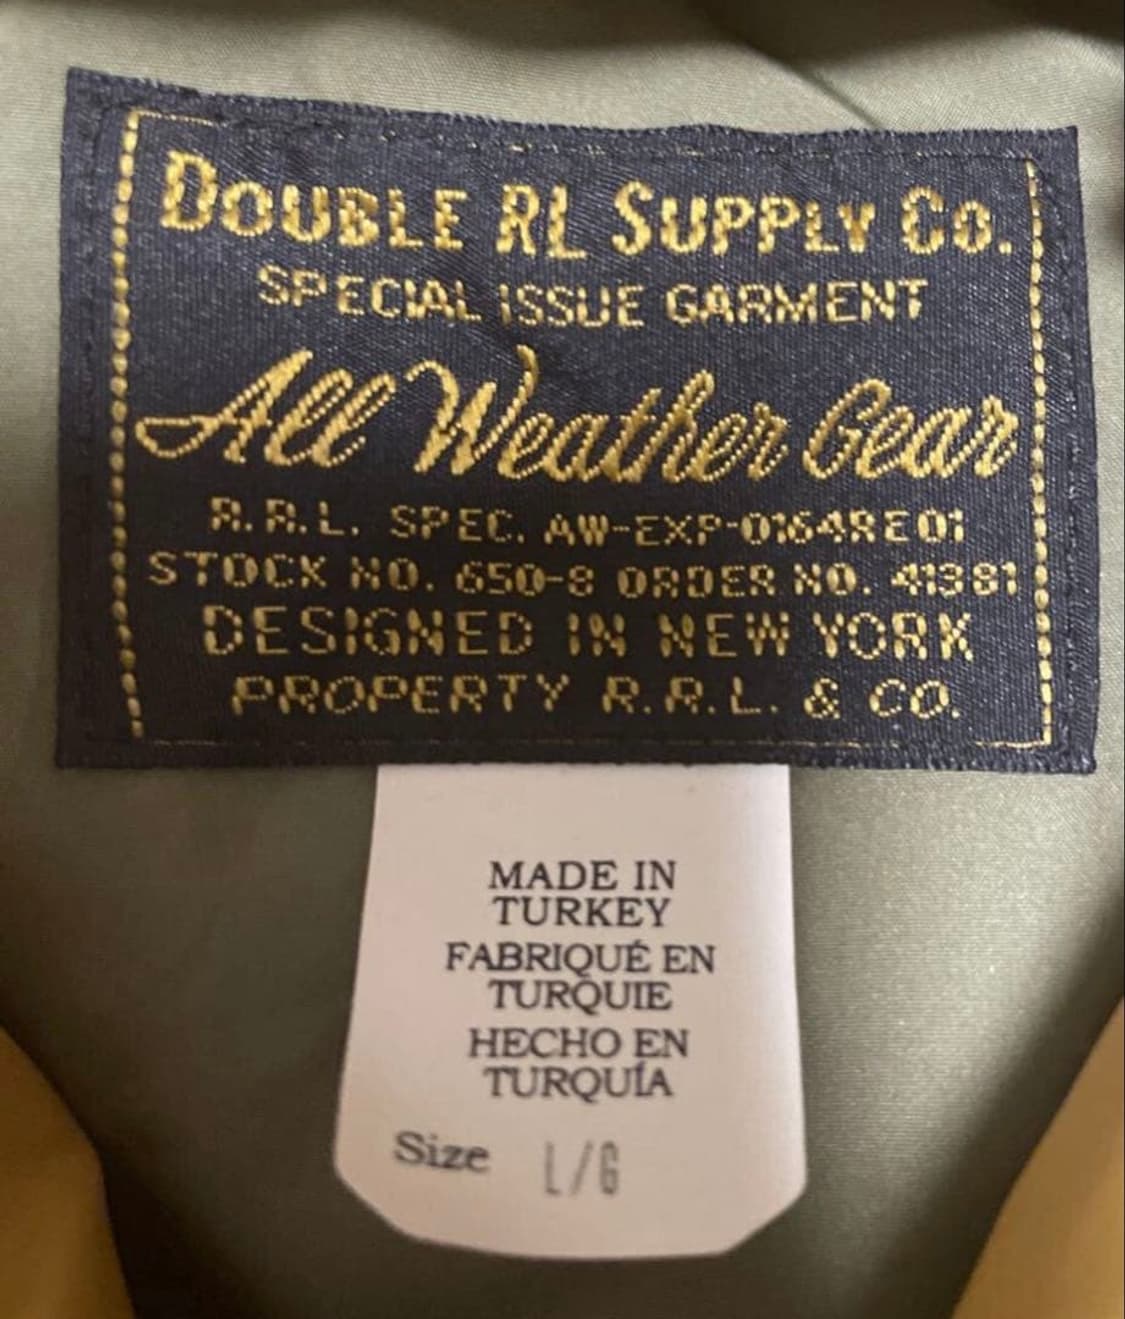 DOUBLE RL SUPPLY CO.
SPECIAL ISSUE GARMENT
All Weather Gear
R.R.L. SPEC. AW-EXP-0164RE01
STOCK NO. 650-8 ORDER NO. 41381
DESIGNED IN NEW YORK
PROPERTY R.R.L. & CO.
MADE IN
TURKEY
FABRIQUÉ EN
TURQUIE
HECHO EN
TURQUÍA
Size L/G